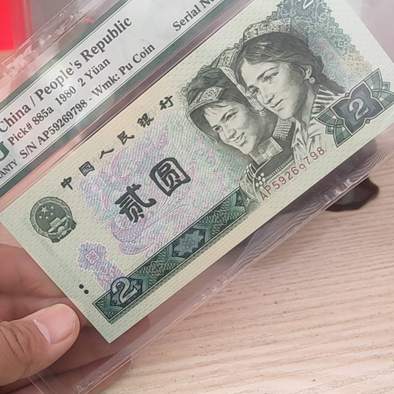 China / People's Republic
Pick# 885a 1980 2 Yuan
S/N AP59269798 - Wmk: Pu Coin
Serial
中国人民银行
贰圆
2
AP59269798
2